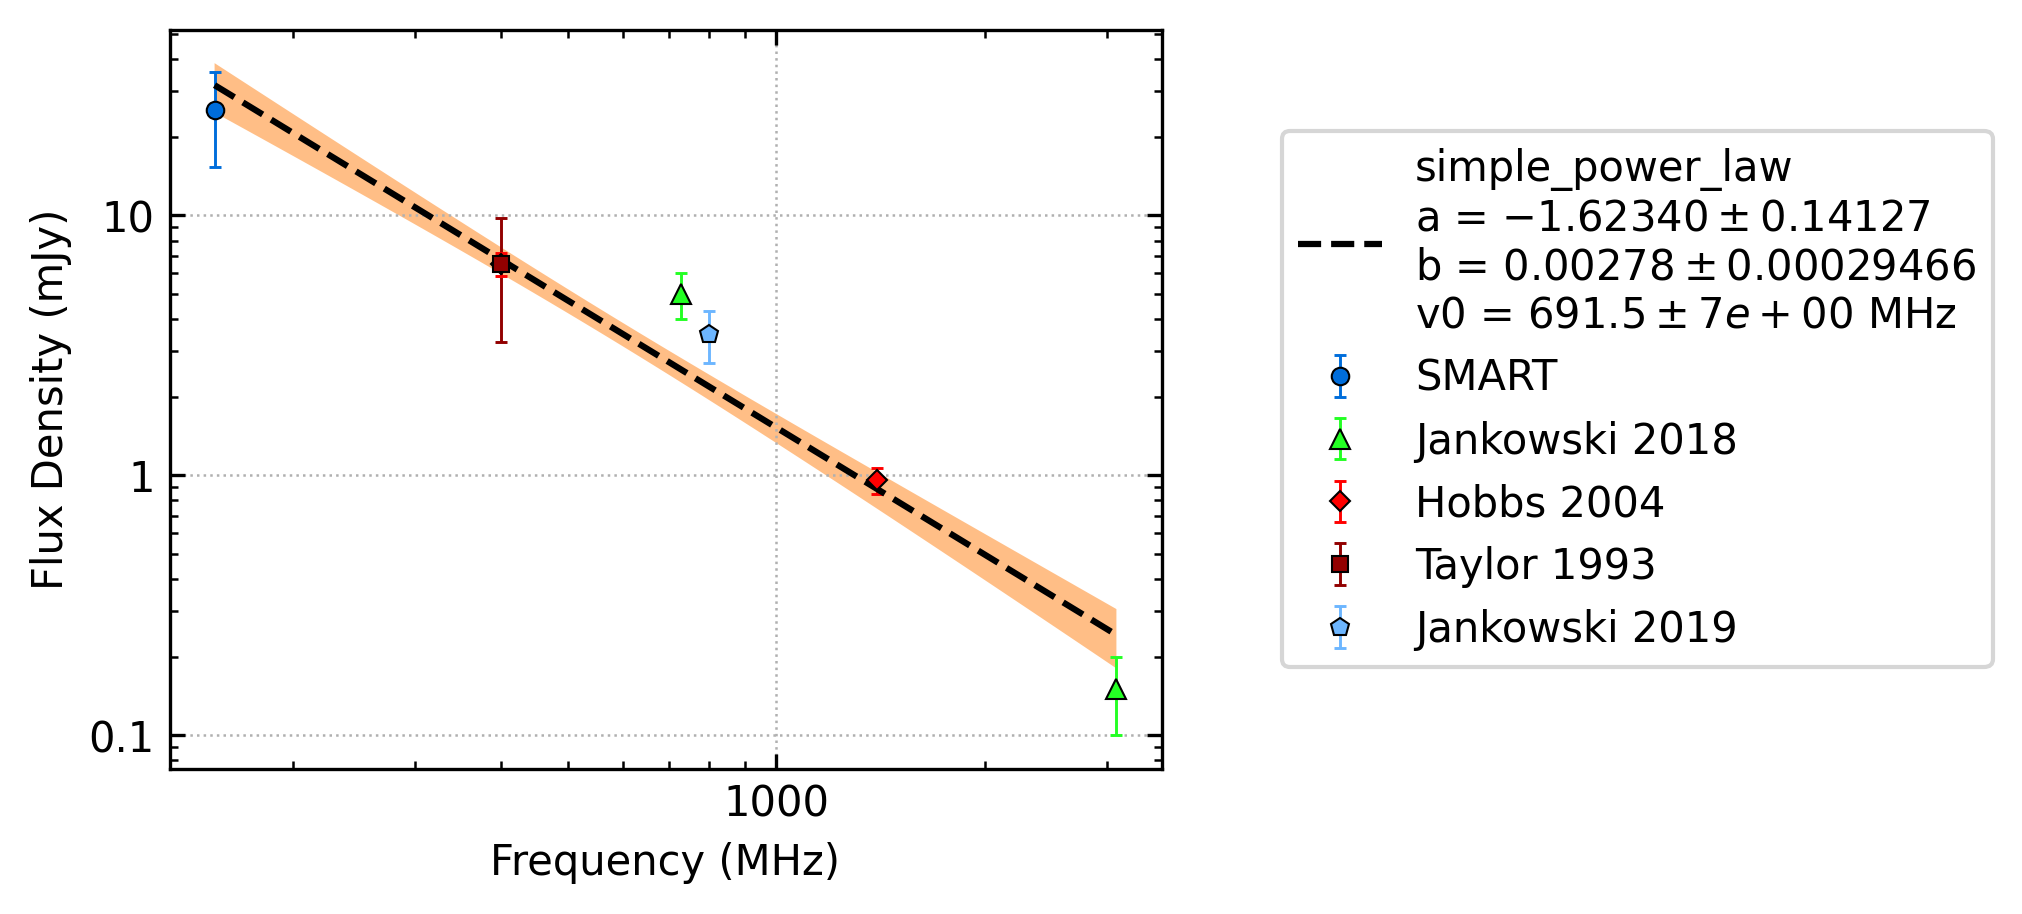 10
1
0.1
1000
Flux Density (mJy)
Frequency (MHz)
simple_power_law
a = −1.62340 ± 0.14127
b = 0.00278 ± 0.00029466
v0 = 691.5 ± 7e + 00 MHz
SMART
Jankowski 2018
Hobbs 2004
Taylor 1993
Jankowski 2019